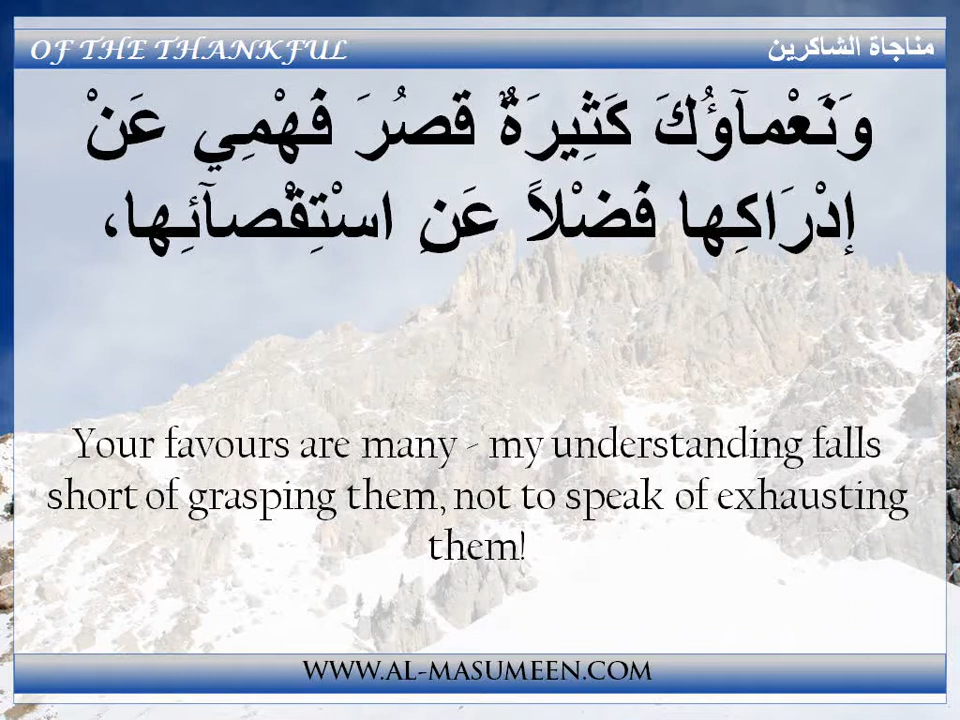 OF THE THANKFUL
مناجاة الشاكرين
وَنَعْمآؤُكَ كَثِيرَةٌ قَصُرَ فَهْمِي عَنْ
إدْرَاكِها فَضْلاً عَنِ اسْتِقْصآئِها،
Your favours are many - my understanding falls
short of grasping them, not to speak of exhausting
them!
WWW.AL-MASUMEEN.COM